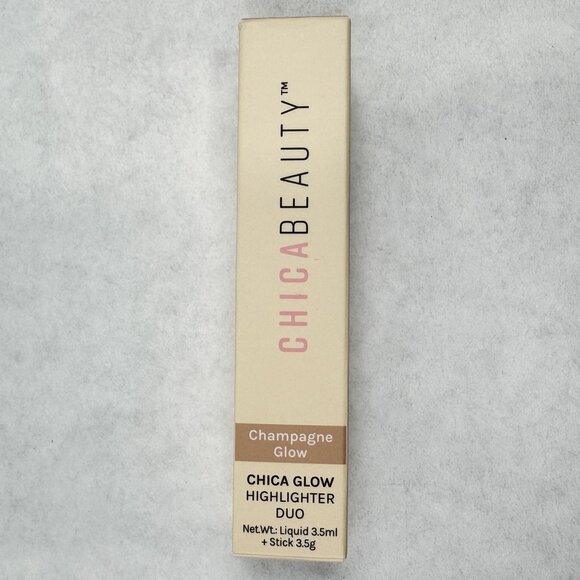 CHICABEAUTY™
Champagne
Glow
CHICA GLOW
HIGHLIGHTER
DUO
Net.Wt.: Liquid 3.5ml
+ Stick 3.5g